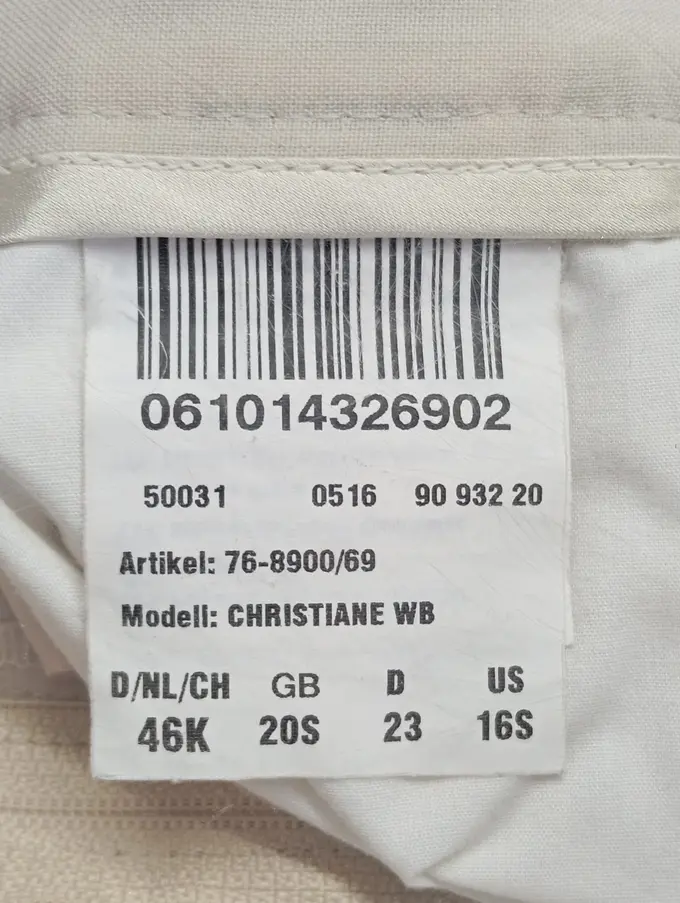 061014326902
50031 0516 90 932 20
Artikel: 76-8900/69
Modell: CHRISTIANE WB
D/NL/CH GB D US
46K 20S 23 16S